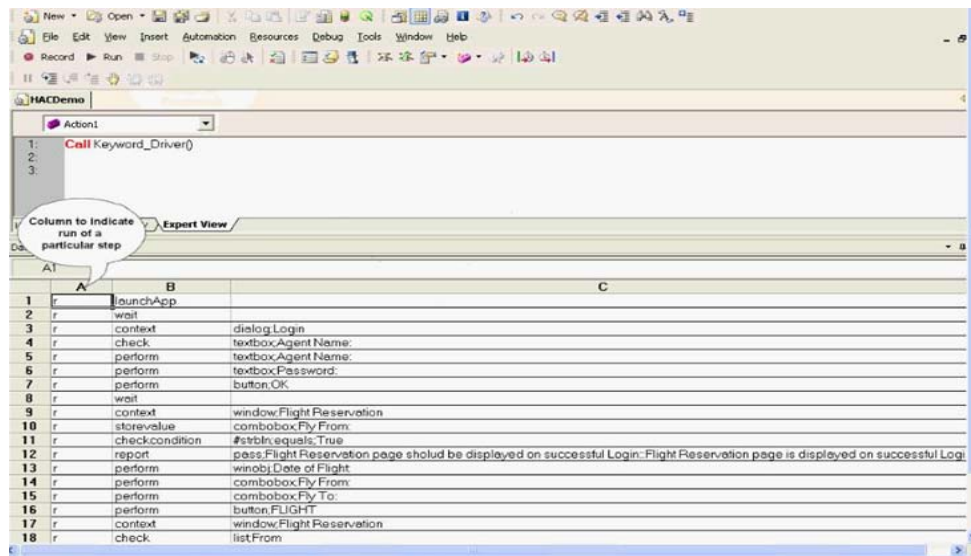 New Open
File Edit View Insert Automation Resources Debug Tools Window Help
Record Run Stop
HACDemo
Action1
1: Call Keyword_Driver()
2:
3:
Column to Indicate run of a particular step
Expert View
A1
A B C
1 r launchApp
2 r wait
3 r context dialog;Login
4 r check textbox;Agent Name:
5 r perform textbox;Agent Name:
6 r perform textbox;Password:
7 r perform button;OK
8 r wait
9 r context window;Flight Reservation
10 r storevalue combobox;Fly From:
11 r checkcondition #strbln;equals;True
12 r report pass;Flight Reservation page sholud be displayed on successful Login::Flight Reservation page is displayed on successful Logi
13 r perform winobj;Date of Flight
14 r perform combobox;Fly From:
15 r perform combobox;Fly To:
16 r perform button;FLIGHT
17 r context window;Flight Reservation
18 r check list;From